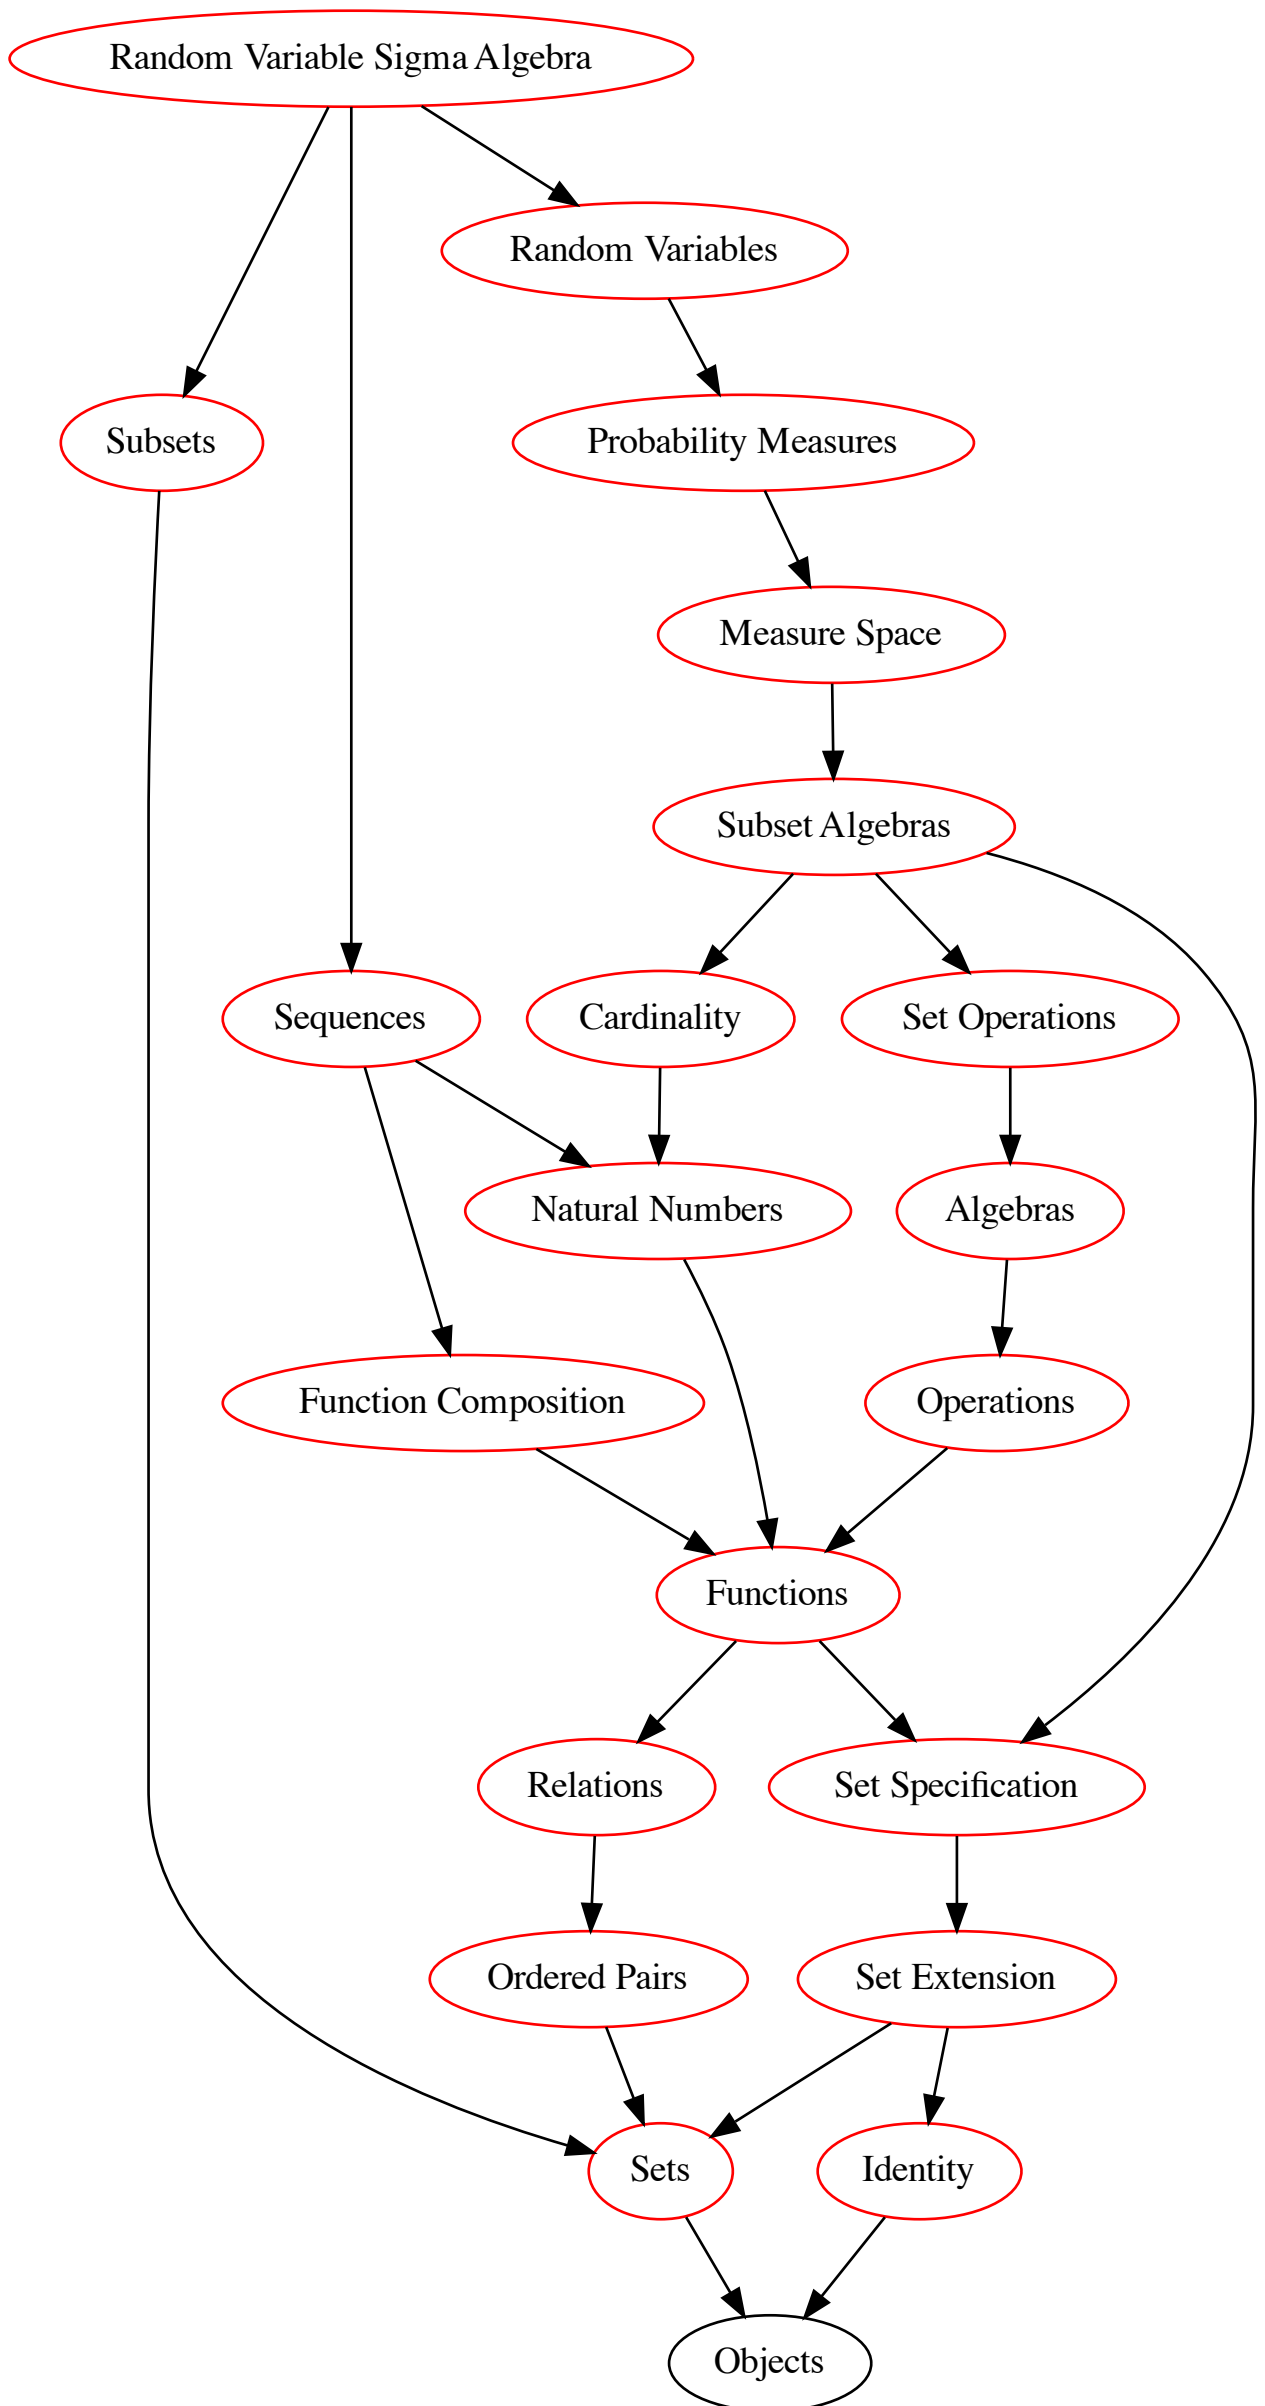 Random Variable Sigma Algebra
Random Variables
Subsets
Probability Measures
Measure Space
Subset Algebras
Sequences
Cardinality
Set Operations
Natural Numbers
Algebras
Function Composition
Operations
Functions
Relations
Set Specification
Ordered Pairs
Set Extension
Sets
Identity
Objects